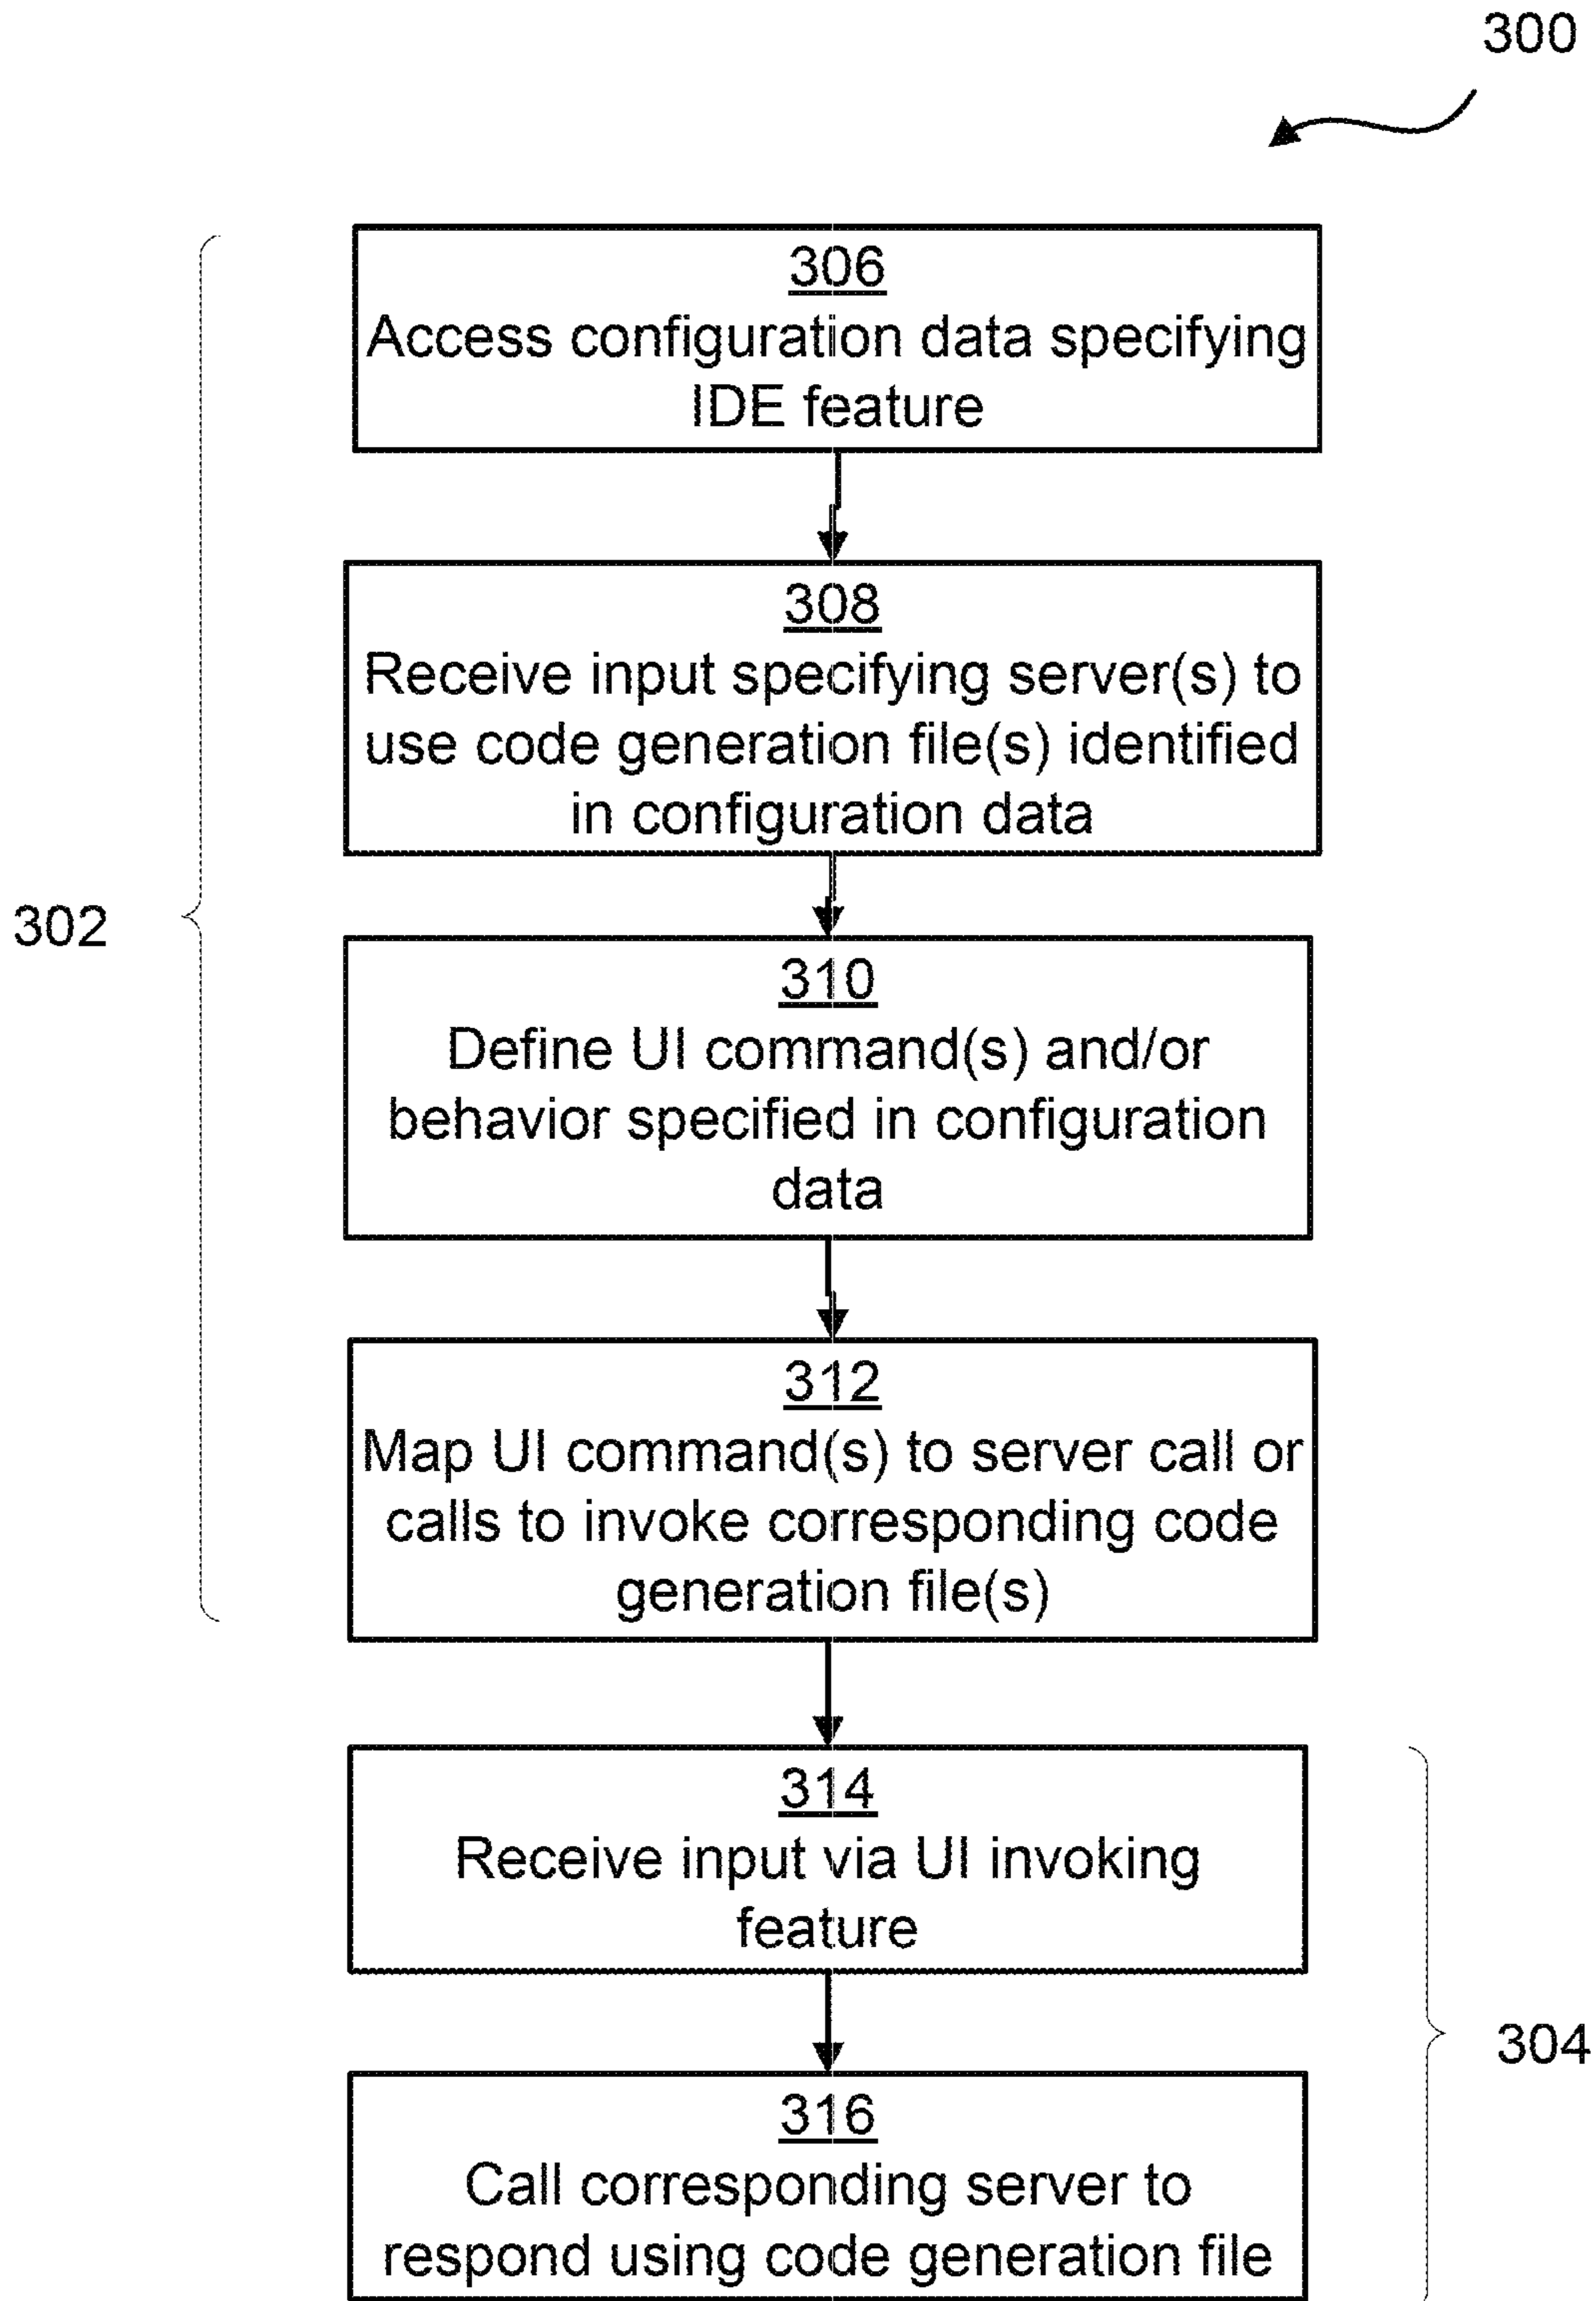 300
306
Access configuration data specifying
IDE feature
308
Receive input specifying server(s) to
use code generation file(s) identified
in configuration data
302
310
Define UI command(s) and/or
behavior specified in configuration
data
312
Map UI command(s) to server call or
calls to invoke corresponding code
generation file(s)
314
Receive input via UI invoking
feature
304
316
Call corresponding server to
respond using code generation file